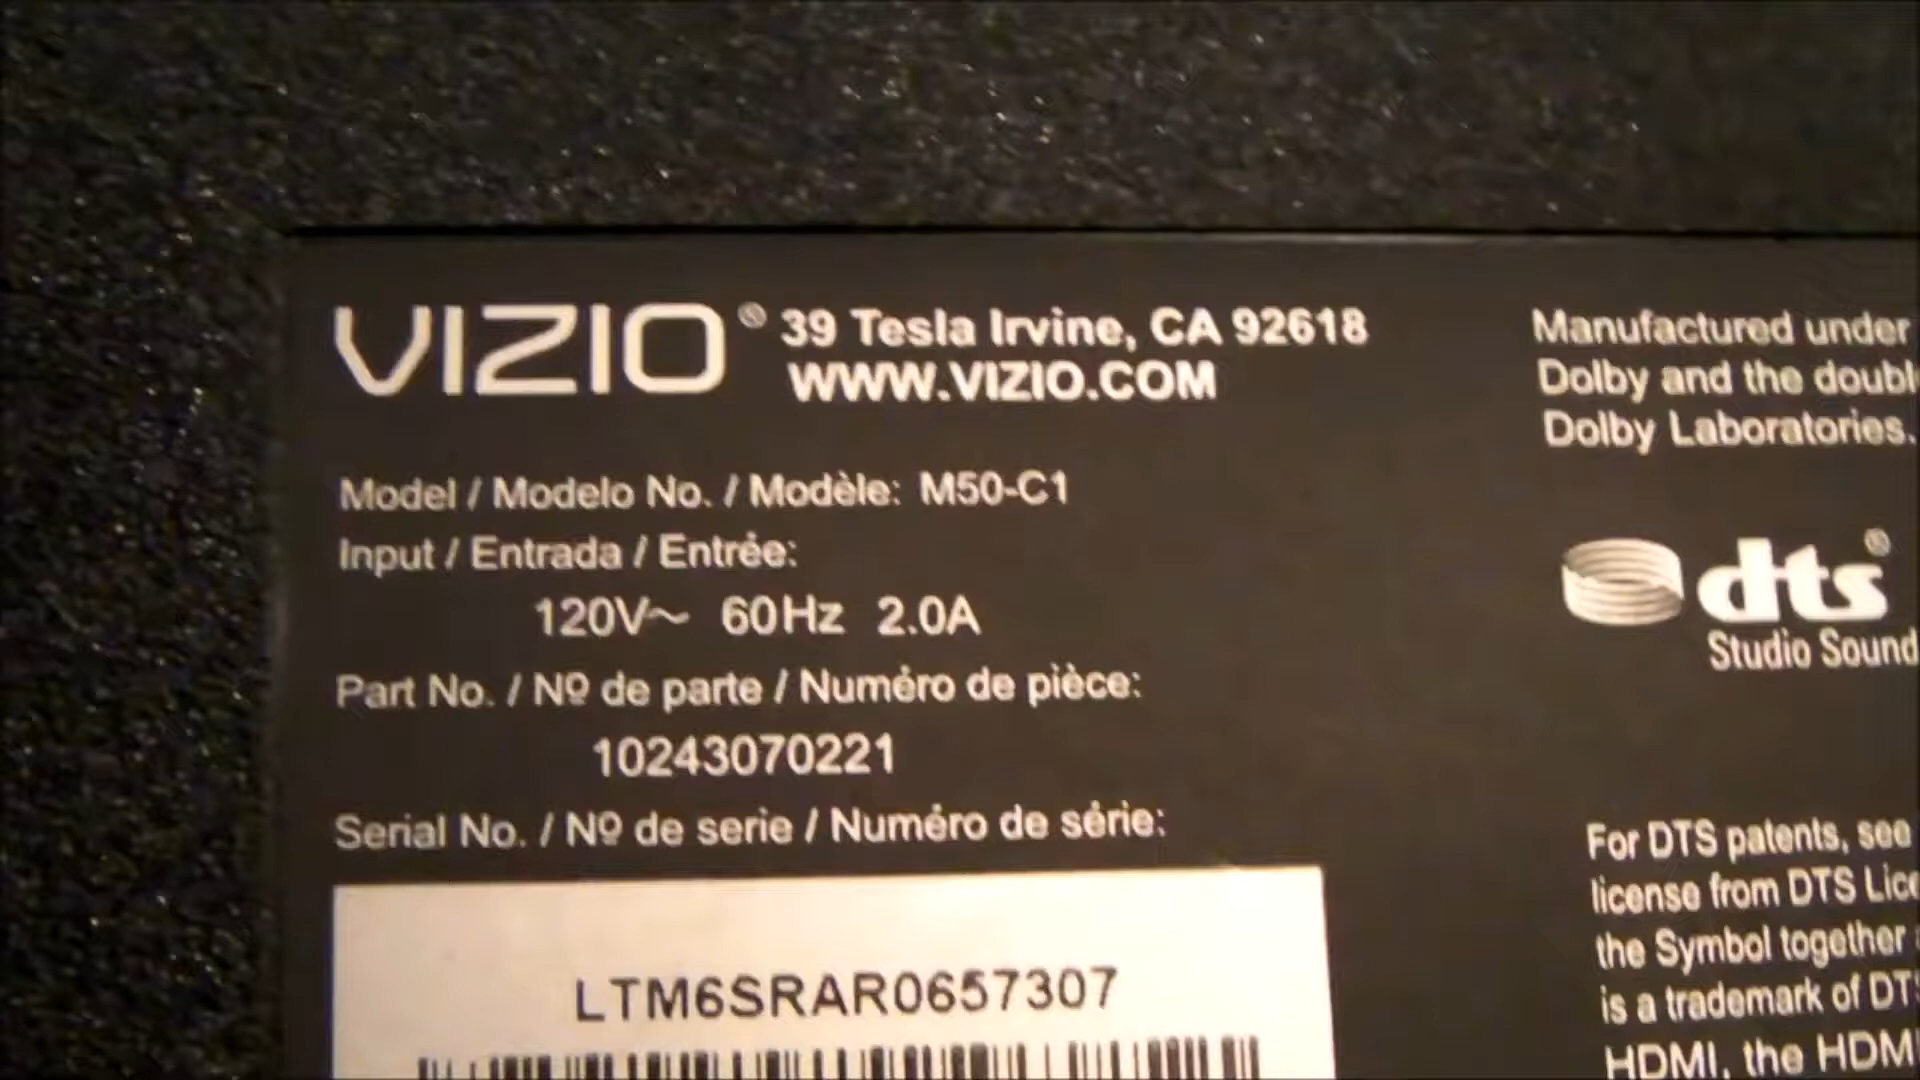 VIZIO® 39 Tesla Irvine, CA 92618
WWW.VIZIO.COM
Model / Modelo No. / Modèle: M50-C1
Input / Entrada / Entrée:
120V~ 60Hz 2.0A
Part No. / Nº de parte / Numéro de pièce:
10243070221
Serial No. / Nº de serie / Numéro de série:
LTM6SRAR0657307
Manufactured under
Dolby and the doubl
Dolby Laboratories.
dts®
Studio Sound
For DTS patents, see
license from DTS Lic
the Symbol together
is a trademark of DT
HDMI, the HDM